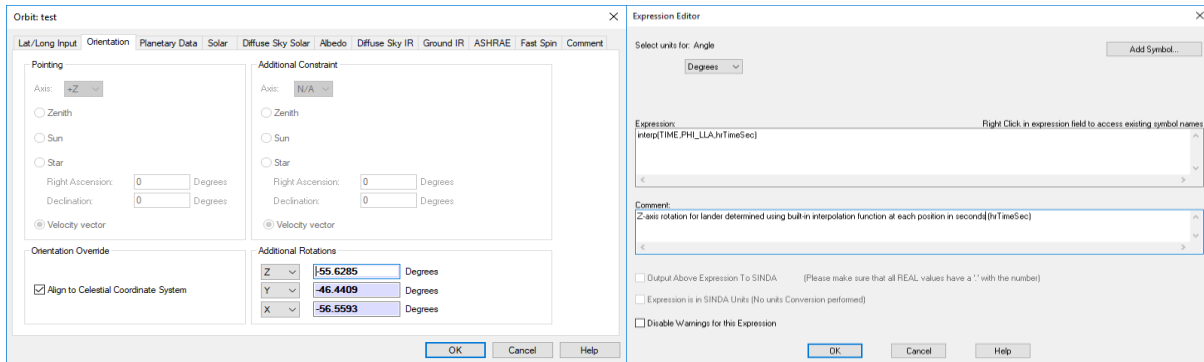 Orbit: test
Lat/Long Input Orientation Planetary Data Solar Diffuse Sky Solar Albedo Diffuse Sky IR Ground IR ASHRAE Fast Spin Comment
Pointing
Axis: +Z
Zenith
Sun
Star
Right Ascension: 0 Degrees
Declination: 0 Degrees
Velocity vector
Additional Constraint
Axis: N/A
Zenith
Sun
Star
Right Ascension: 0 Degrees
Declination: 0 Degrees
Velocity vector
Orientation Override
Align to Celestial Coordinate System
Additional Rotations
Z -55.6285 Degrees
Y -46.4409 Degrees
X -56.5593 Degrees
OK Cancel Help
Expression Editor
Select units for: Angle
Degrees
Add Symbol...
Expression: Right Click in expression field to access existing symbol names
interp(TIME,PHI_LLA,hrTimeSec)
Comment:
Z-axis rotation for lander determined using built-in interpolation function at each position in seconds (hrTimeSec)
Output Above Expression To SINDA (Please make sure that all REAL values have a '.' with the number)
Expression is in SINDA Units (No units Conversion performed)
Disable Warnings for this Expression
OK Cancel Help